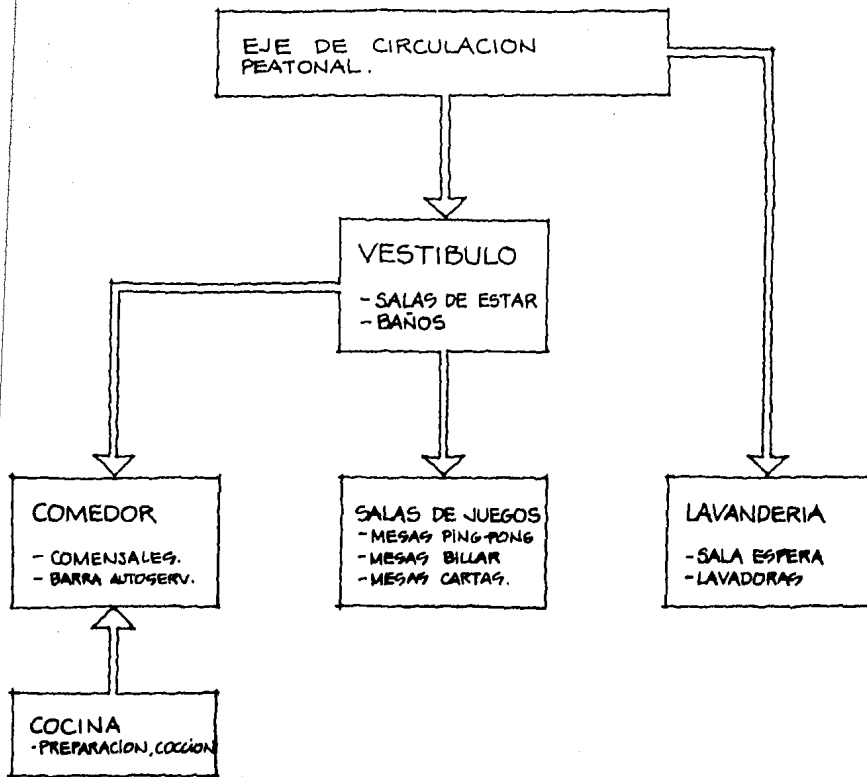 EJE DE CIRCULACION
PEATONAL.
VESTIBULO
- SALAS DE ESTAR
- BAÑOS
COMEDOR
- COMENSALES.
- BARRA AUTOSERV.
SALAS DE JUEGOS
- MESAS PING-PONG
- MESAS BILLAR
- MESAS CARTAS.
LAVANDERIA
- SALA ESPERA
- LAVADORAS
COCINA
- PREPARACION, COCCION